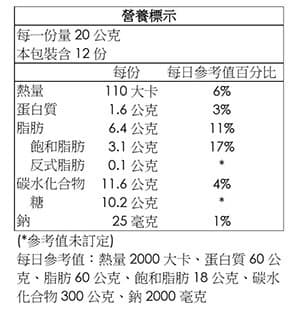 營養標示
每一份量 20 公克
本包裝含 12 份
每份 每日參考值百分比
熱量 110 大卡 6%
蛋白質 1.6 公克 3%
脂肪 6.4 公克 11%
飽和脂肪 3.1 公克 17%
反式脂肪 0.1 公克 *
碳水化合物 11.6 公克 4%
糖 10.2 公克 *
鈉 25 毫克 1%
(*參考值未訂定)
每日參考值：熱量 2000 大卡、蛋白質 60 公
克、脂肪 60 公克、飽和脂肪 18 公克、碳水
化合物 300 公克、鈉 2000 毫克